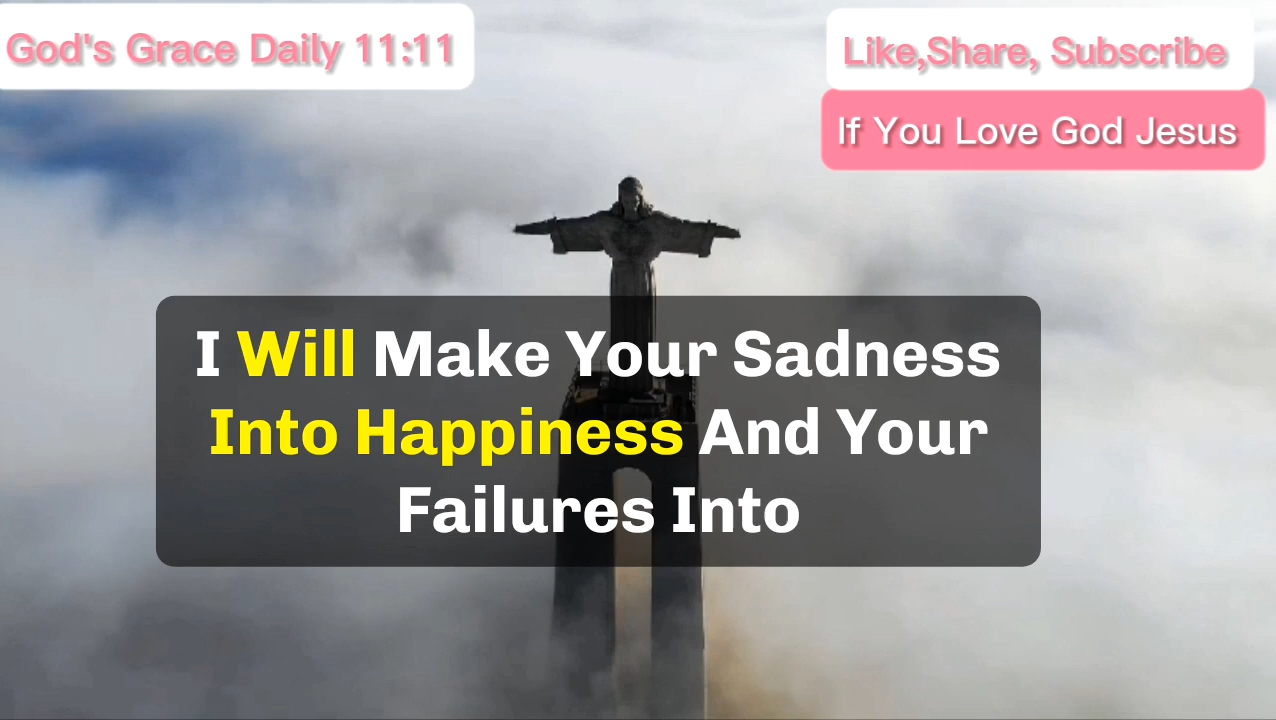 God's Grace Daily 11:11
Like,Share, Subscribe
If You Love God Jesus
I Will Make Your Sadness
Into Happiness And Your
Failures Into